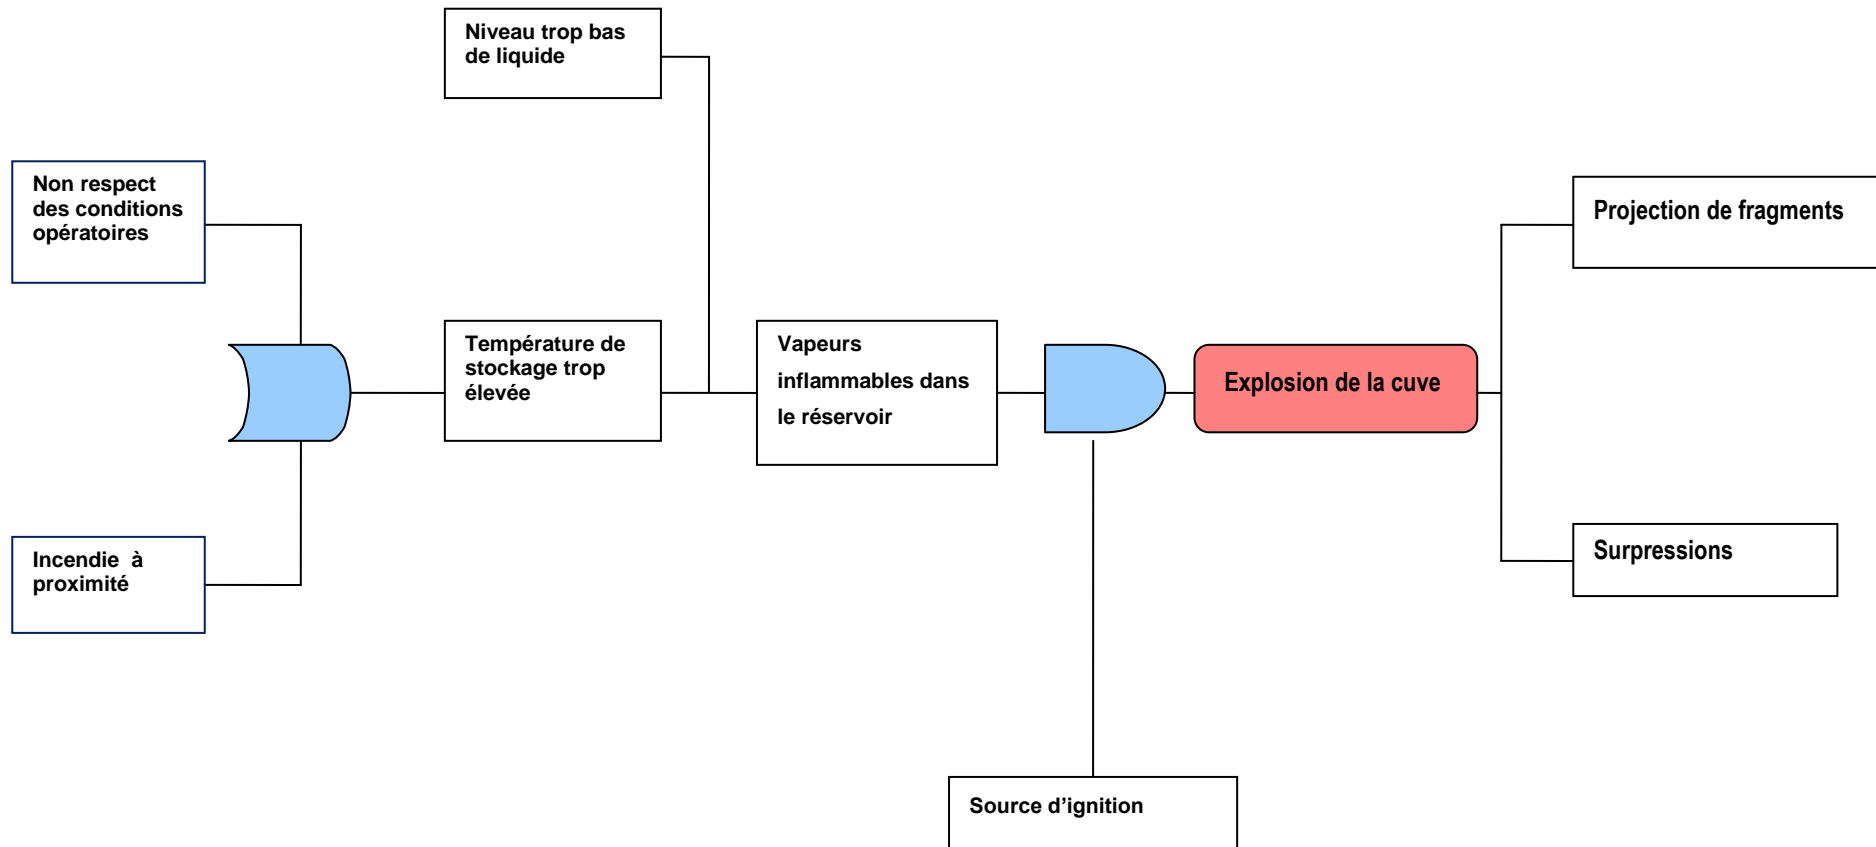 Niveau trop bas
de liquide
Non respect
des conditions
opératoires
Projection de fragments
Température de
stockage trop
élevée
Vapeurs
inflammables dans
le réservoir
Explosion de la cuve
Incendie à
proximité
Surpressions
Source d’ignition